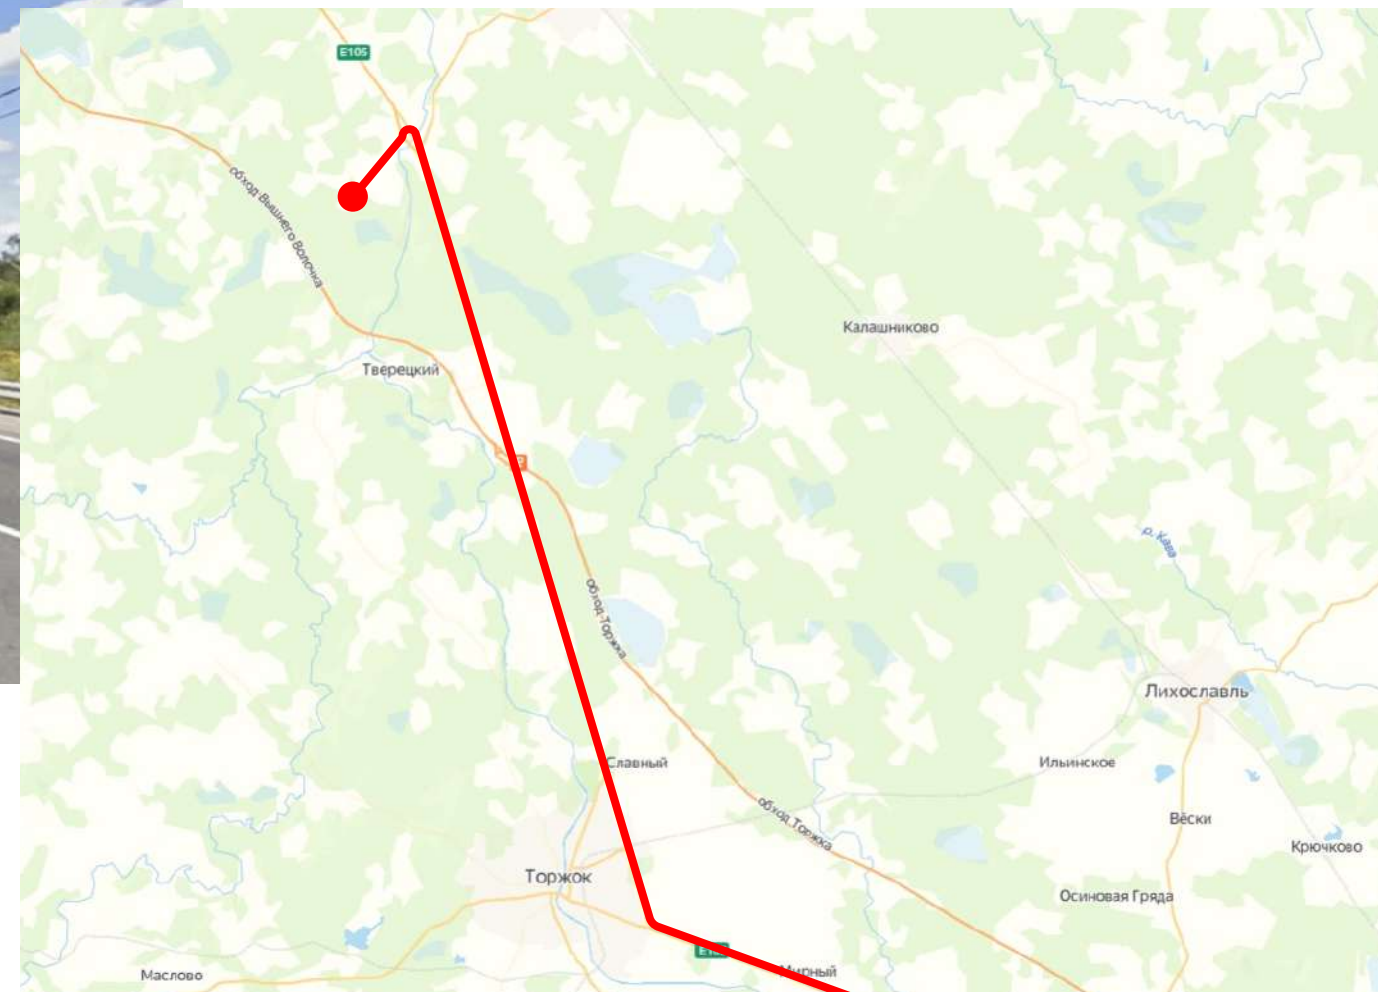 E105
обход Вышнего Волочка
Калашниково
Тверецкий
р. Кава
обход Торжка
Лихославль
Славный
Ильинское
обход Торжка
Вёски
Крючково
Торжок
Осиновая Гряда
Мирный
Маслово